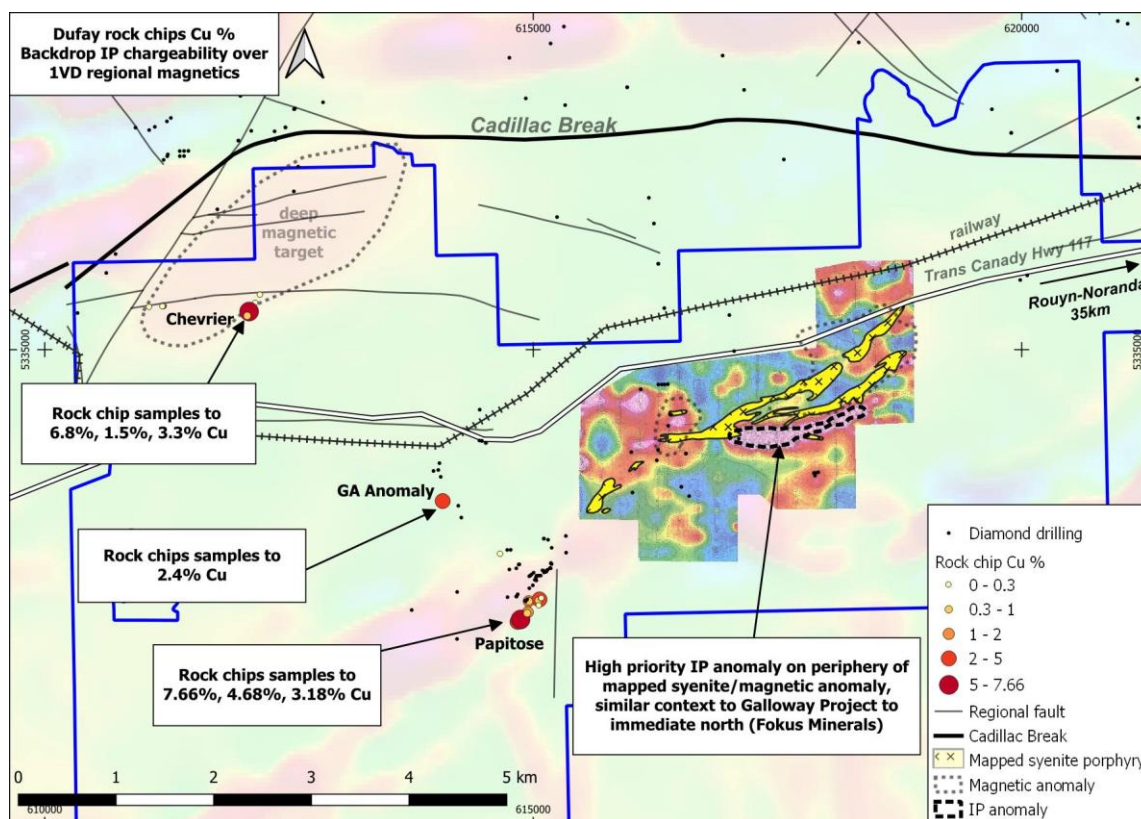 Dufay rock chips Cu %
Backdrop IP chargeability over
1VD regional magnetics
615000
620000
Cadillac Break
deep
magnetic
target
railway
Trans Canady Hwy 117
Rouyn-Noranda
35km
Chevrier
5335000
5335000
Rock chip samples to
6.8%, 1.5%, 3.3% Cu
GA Anomaly
Rock chips samples to
2.4% Cu
Papitose
Rock chips samples to
7.66%, 4.68%, 3.18% Cu
High priority IP anomaly on periphery of
mapped syenite/magnetic anomaly,
similar context to Galloway Project to
immediate north (Fokus Minerals)
Diamond drilling
Rock chip Cu %
0 - 0.3
0.3 - 1
1 - 2
2 - 5
5 - 7.66
Regional fault
Cadillac Break
Mapped syenite porphyry
Magnetic anomaly
IP anomaly
0 1 2 3 4 5 km
610000
615000